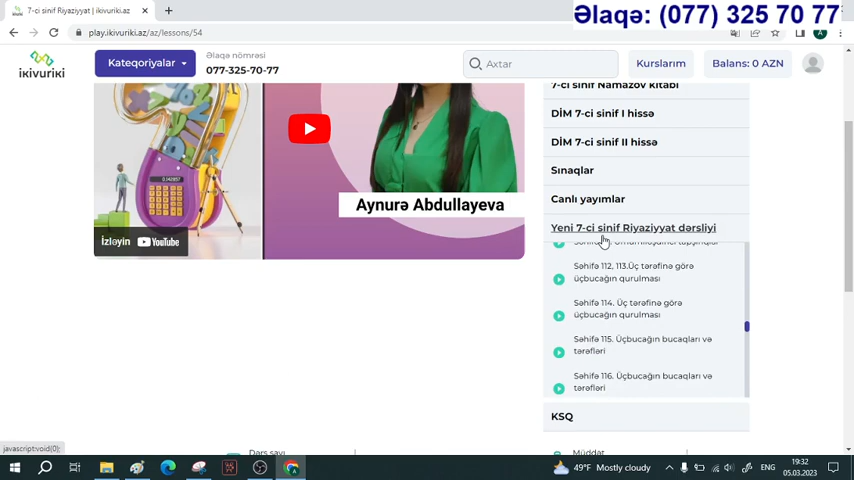 7-ci sinif Riyaziyyat | ikivuriki.az
Əlaqə: (077) 325 70 77
play.ikivuriki.az/az/lessons/54
ikiVURiKi
Kateqoriyalar
Əlaqə nömrəsi
077-325-70-77
Axtar
Kurslarım
Balans: 0 AZN
7-ci sinif Namazov kitabı
DİM 7-ci sinif I hissə
DİM 7-ci sinif II hissə
Sınaqlar
Canlı yayımlar
Yeni 7-ci sinif Riyaziyyat dərsliyi
Səhifə 112, 113.Üç tərəfinə görə
üçbucağın qurulması
Səhifə 114. Üç tərəfinə görə
üçbucağın qurulması
Səhifə 115. Üçbucağın bucaqları və
tərəfləri
Səhifə 116. Üçbucağın bucaqları və
tərəfləri
KSQ
Aynurə Abdullayeva
İzləyin YouTube
javascript:void(0);
Dərs sayı
Müddət
49°F Mostly cloudy
ENG
19:32
05.03.2023